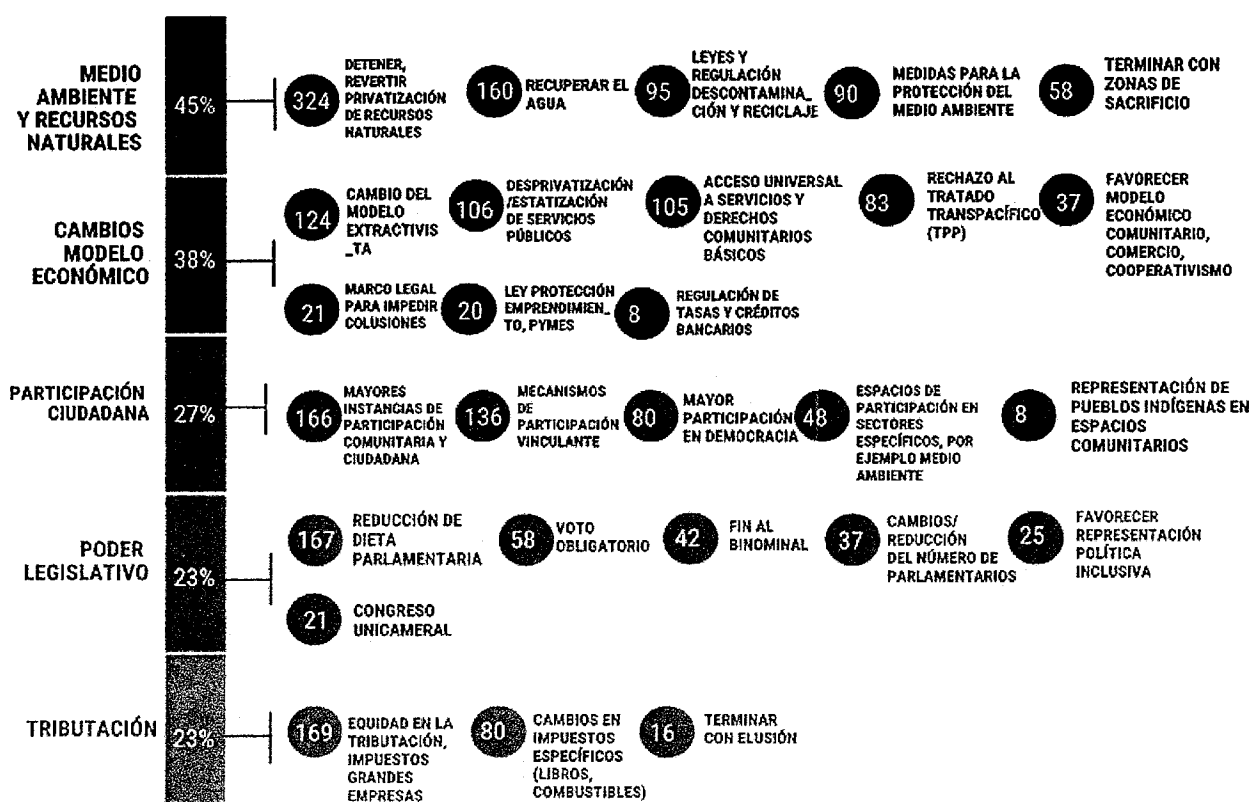 MEDIO
AMBIENTE
Y RECURSOS
NATURALES
45%
324
DETENER,
REVERTIR
PRIVATIZACIÓN
DE RECURSOS
NATURALES
160
RECUPERAR EL
AGUA
95
LEYES Y
REGULACIÓN
DESCONTAMINA_
CIÓN Y RECICLAJE
90
MEDIDAS PARA LA
PROTECCIÓN DEL
MEDIO AMBIENTE
58
TERMINAR CON
ZONAS DE
SACRIFICIO
CAMBIOS
MODELO
ECONÓMICO
38%
124
CAMBIO DEL
MODELO
EXTRACTIVIS
_TA
106
DESPRIVATIZACIÓN
/ESTATIZACIÓN
DE SERVICIOS
PÚBLICOS
105
ACCESO UNIVERSAL
A SERVICIOS Y
DERECHOS
COMUNITARIOS
BÁSICOS
83
RECHAZO AL
TRATADO
TRANSPACÍFICO
(TPP)
37
FAVORECER
MODELO
ECONÓMICO
COMUNITARIO,
COMERCIO,
COOPERATIVISMO
21
MARCO LEGAL
PARA IMPEDIR
COLUSIONES
20
LEY PROTECCIÓN
EMPRENDIMIEN_
TO, PYMES
8
REGULACIÓN DE
TASAS Y CRÉDITOS
BANCARIOS
PARTICIPACIÓN
CIUDADANA
27%
166
MAYORES
INSTANCIAS DE
PARTICIPACIÓN
COMUNITARIA Y
CIUDADANA
136
MECANISMOS
DE
PARTICIPACIÓN
VINCULANTE
80
MAYOR
PARTICIPACIÓN
EN DEMOCRACIA
48
ESPACIOS DE
PARTICIPACIÓN EN
SECTORES
ESPECÍFICOS, POR
EJEMPLO MEDIO
AMBIENTE
8
REPRESENTACIÓN DE
PUEBLOS INDÍGENAS EN
ESPACIOS
COMUNITARIOS
PODER
LEGISLATIVO
23%
167
REDUCCIÓN DE
DIETA
PARLAMENTARIA
58
VOTO
OBLIGATORIO
42
FIN AL
BINOMINAL
37
CAMBIOS/
REDUCCIÓN
DEL NÚMERO DE
PARLAMENTARIOS
25
FAVORECER
REPRESENTACIÓN
POLÍTICA
INCLUSIVA
21
CONGRESO
UNICAMERAL
TRIBUTACIÓN
23%
169
EQUIDAD EN LA
TRIBUTACIÓN,
IMPUESTOS
GRANDES
EMPRESAS
80
CAMBIOS EN
IMPUESTOS
ESPECÍFICOS
(LIBROS,
COMBUSTIBLES)
16
TERMINAR
CON ELUSIÓN